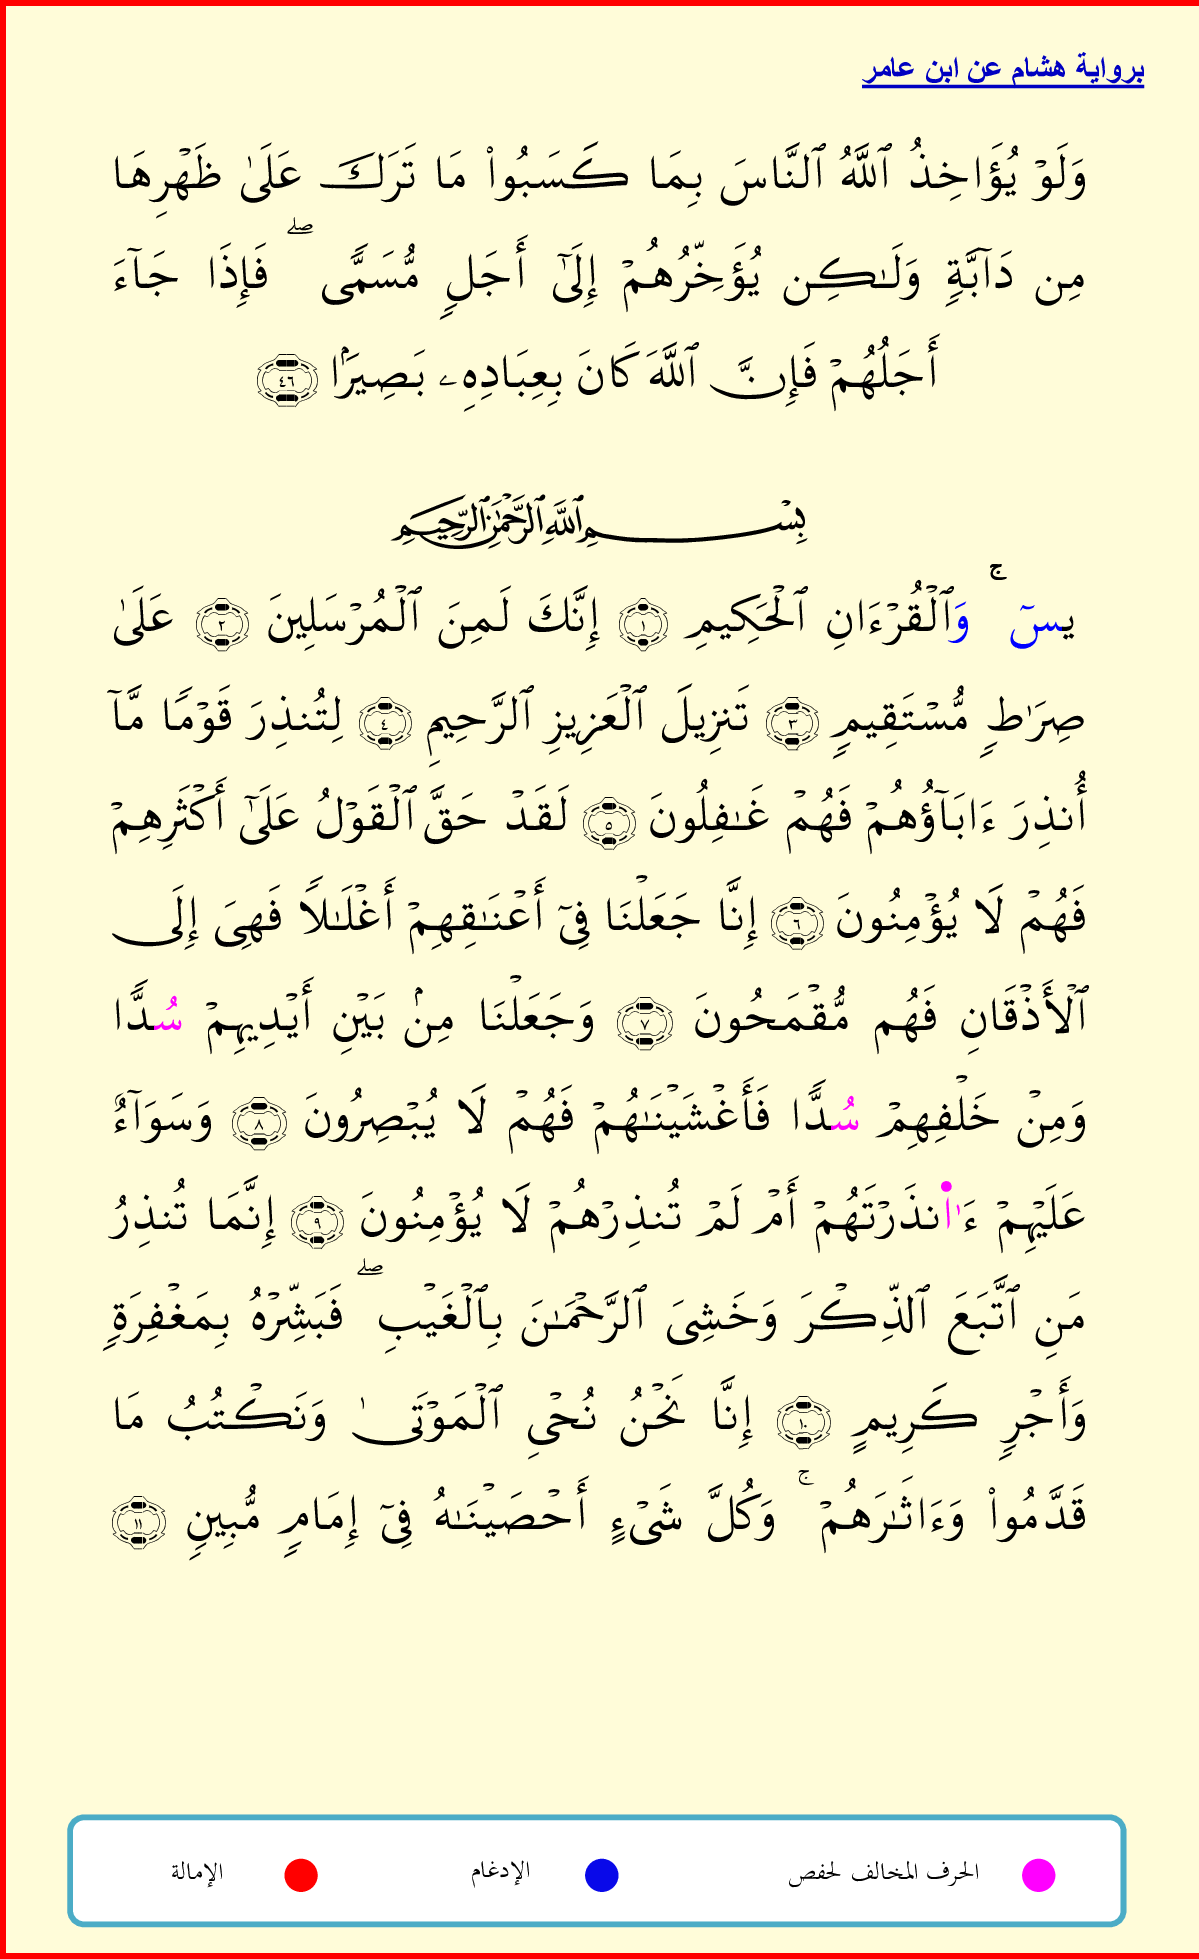 برواية هشام عن ابن عامر
وَلَوۡ يُؤَاخِذُ ٱللَّهُ ٱلنَّاسَ بِمَا كَسَبُواْ مَا تَرَكَ عَلَىٰ ظَهۡرِهَا
مِن دَآبَّةٖ وَلَٰكِن يُؤَخِّرُهُمۡ إِلَىٰٓ أَجَلٖ مُّسَمّٗى ۖ فَإِذَا جَآءَ
أَجَلُهُمۡ فَإِنَّ ٱللَّهَ كَانَ بِعِبَادِهِۦ بَصِيرَۢا ٤٦
بِسۡمِ ٱللَّهِ ٱلرَّحۡمَٰنِ ٱلرَّحِيمِ
يسٓ ۚ وَٱلۡقُرۡءَانِ ٱلۡحَكِيمِ ١ إِنَّكَ لَمِنَ ٱلۡمُرۡسَلِينَ ٢ عَلَىٰ
صِرَٰطٖ مُّسۡتَقِيمٖ ٣ تَنزِيلَ ٱلۡعَزِيزِ ٱلرَّحِيمِ ٤ لِتُنذِرَ قَوۡمٗا مَّآ
أُنذِرَ ءَابَآؤُهُمۡ فَهُمۡ غَٰفِلُونَ ٥ لَقَدۡ حَقَّ ٱلۡقَوۡلُ عَلَىٰٓ أَكۡثَرِهِمۡ
فَهُمۡ لَا يُؤۡمِنُونَ ٦ إِنَّا جَعَلۡنَا فِيٓ أَعۡنَٰقِهِمۡ أَغۡلَٰلٗا فَهِيَ إِلَى
ٱلۡأَذۡقَانِ فَهُم مُّقۡمَحُونَ ٧ وَجَعَلۡنَا مِنۢ بَيۡنِ أَيۡدِيهِمۡ سُدّٗا
وَمِنۡ خَلۡفِهِمۡ سُدّٗا فَأَغۡشَيۡنَٰهُمۡ فَهُمۡ لَا يُبۡصِرُونَ ٨ وَسَوَآءٌ
عَلَيۡهِمۡ ءَٰا۬نذَرۡتَهُمۡ أَمۡ لَمۡ تُنذِرۡهُمۡ لَا يُؤۡمِنُونَ ٩ إِنَّمَا تُنذِرُ
مَنِ ٱتَّبَعَ ٱلذِّكۡرَ وَخَشِيَ ٱلرَّحۡمَٰنَ بِٱلۡغَيۡبِ ۖ فَبَشِّرۡهُ بِمَغۡفِرَةٖ
وَأَجۡرٖ كَرِيمٖ ١٠ إِنَّا نَحۡنُ نُحۡيِ ٱلۡمَوۡتَىٰ وَنَكۡتُبُ مَا
قَدَّمُواْ وَءَاثَٰرَهُمۡ ۚ وَكُلَّ شَيۡءٍ أَحۡصَيۡنَٰهُ فِيٓ إِمَامٖ مُّبِينٖ ١١
الحرف المخالف لحفص الإدغام الإمالة